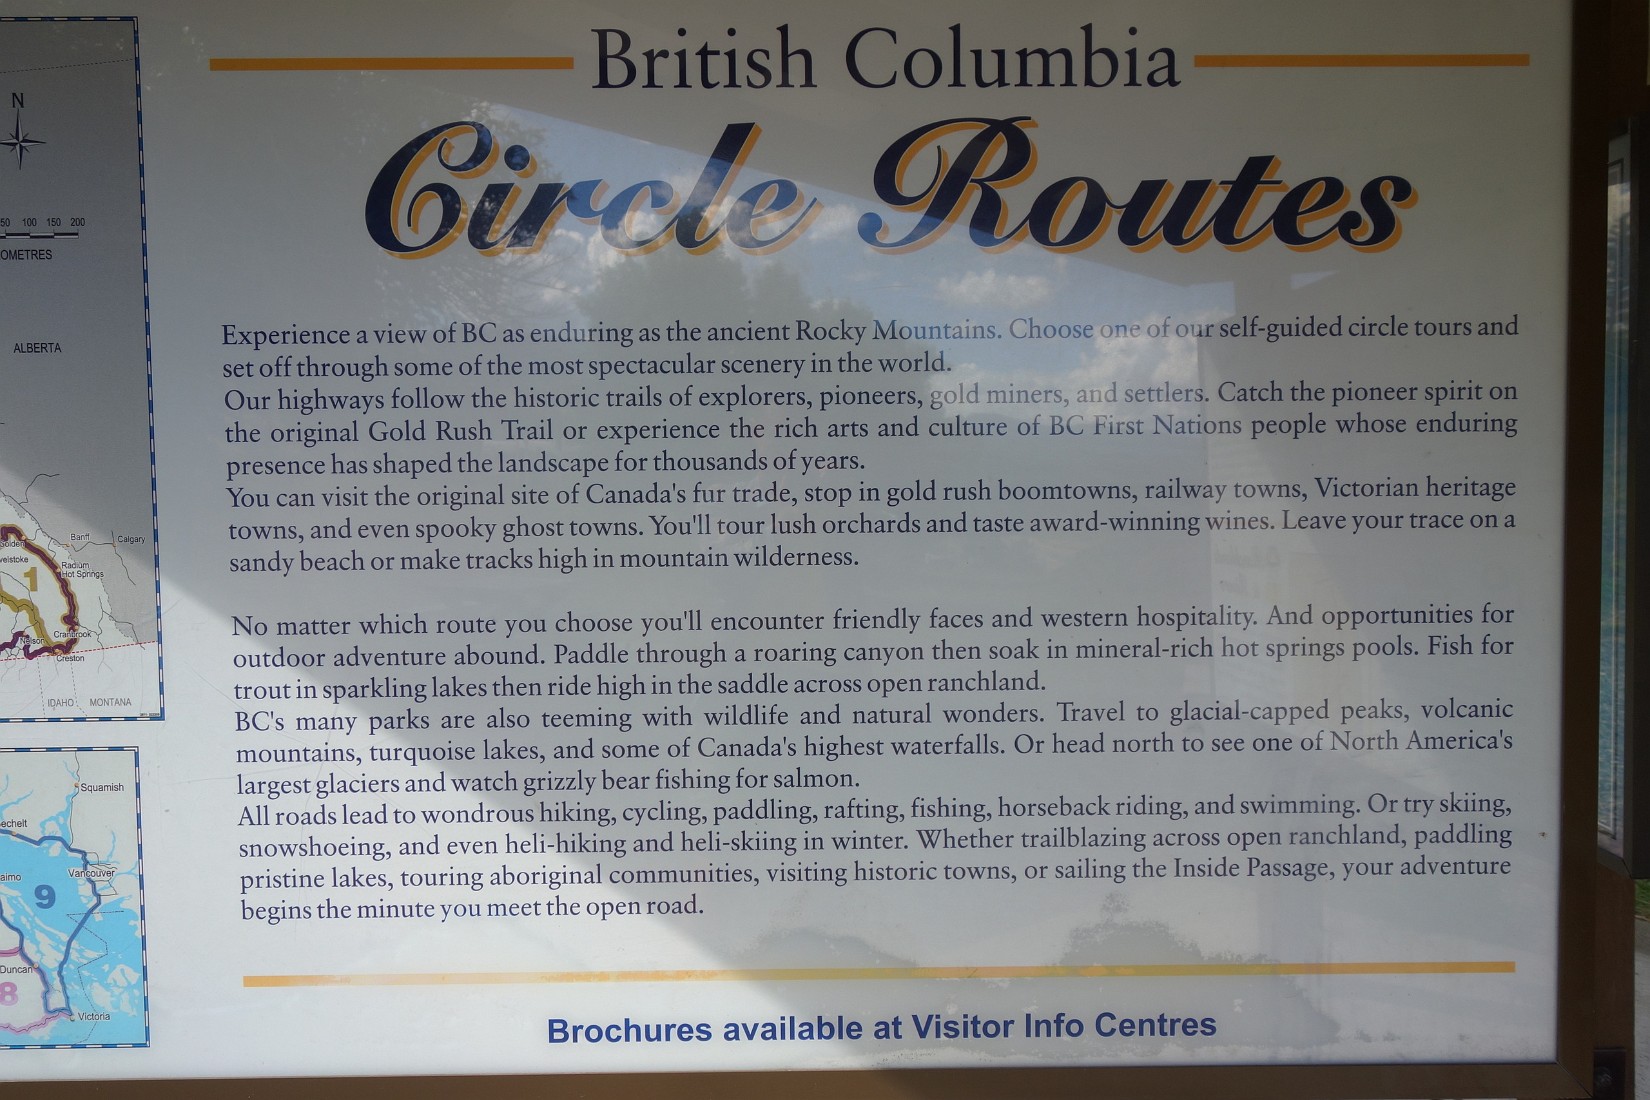 British Columbia
Circle Routes
Experience a view of BC as enduring as the ancient Rocky Mountains. Choose one of our self-guided circle tours and
set off through some of the most spectacular scenery in the world.
Our highways follow the historic trails of explorers, pioneers, gold miners, and settlers. Catch the pioneer spirit on
the original Gold Rush Trail or experience the rich arts and culture of BC First Nations people whose enduring
presence has shaped the landscape for thousands of years.
You can visit the original site of Canada's fur trade, stop in gold rush boomtowns, railway towns, Victorian heritage
towns, and even spooky ghost towns. You'll tour lush orchards and taste award-winning wines. Leave your trace on a
sandy beach or make tracks high in mountain wilderness.
No matter which route you choose you'll encounter friendly faces and western hospitality. And opportunities for
outdoor adventure abound. Paddle through a roaring canyon then soak in mineral-rich hot springs pools. Fish for
trout in sparkling lakes then ride high in the saddle across open ranchland.
BC's many parks are also teeming with wildlife and natural wonders. Travel to glacial-capped peaks, volcanic
mountains, turquoise lakes, and some of Canada's highest waterfalls. Or head north to see one of North America's
largest glaciers and watch grizzly bear fishing for salmon.
All roads lead to wondrous hiking, cycling, paddling, rafting, fishing, horseback riding, and swimming. Or try skiing,
snowshoeing, and even heli-hiking and heli-skiing in winter. Whether trailblazing across open ranchland, paddling
pristine lakes, touring aboriginal communities, visiting historic towns, or sailing the Inside Passage, your adventure
begins the minute you meet the open road.
Brochures available at Visitor Info Centres
N
50 100 150 200
OMETRES
ALBERTA
Banff
Calgary
Golden
velstoke
Radium
Hot Springs
1
Nelson
Cranbrook
Creston
IDAHO
MONTANA
Squamish
echelt
Vancouver
aimo
9
Duncan
8
Victoria